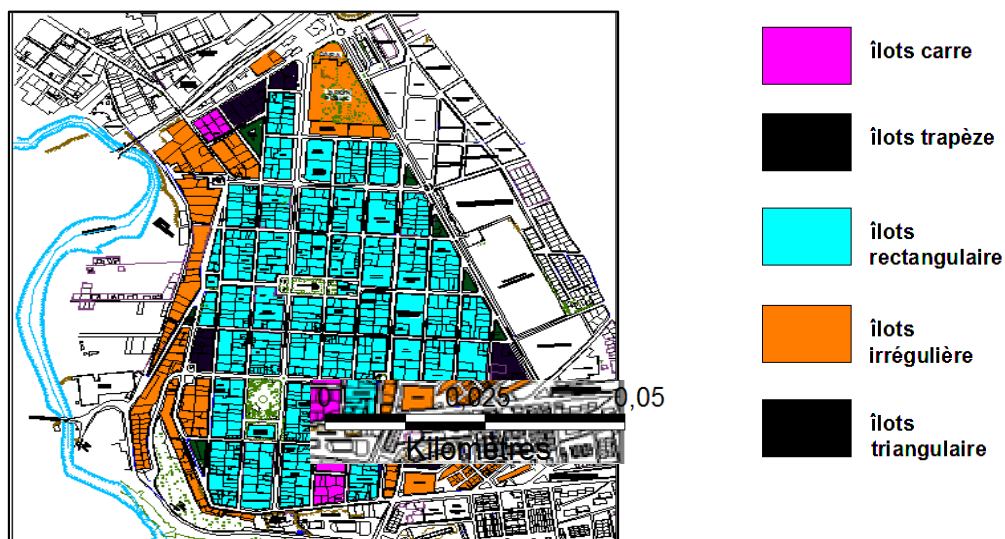 îlots carre
îlots trapèze
îlots
rectangulaire
îlots
irrégulière
îlots
triangulaire
0 0,025 0,05
Kilomètres